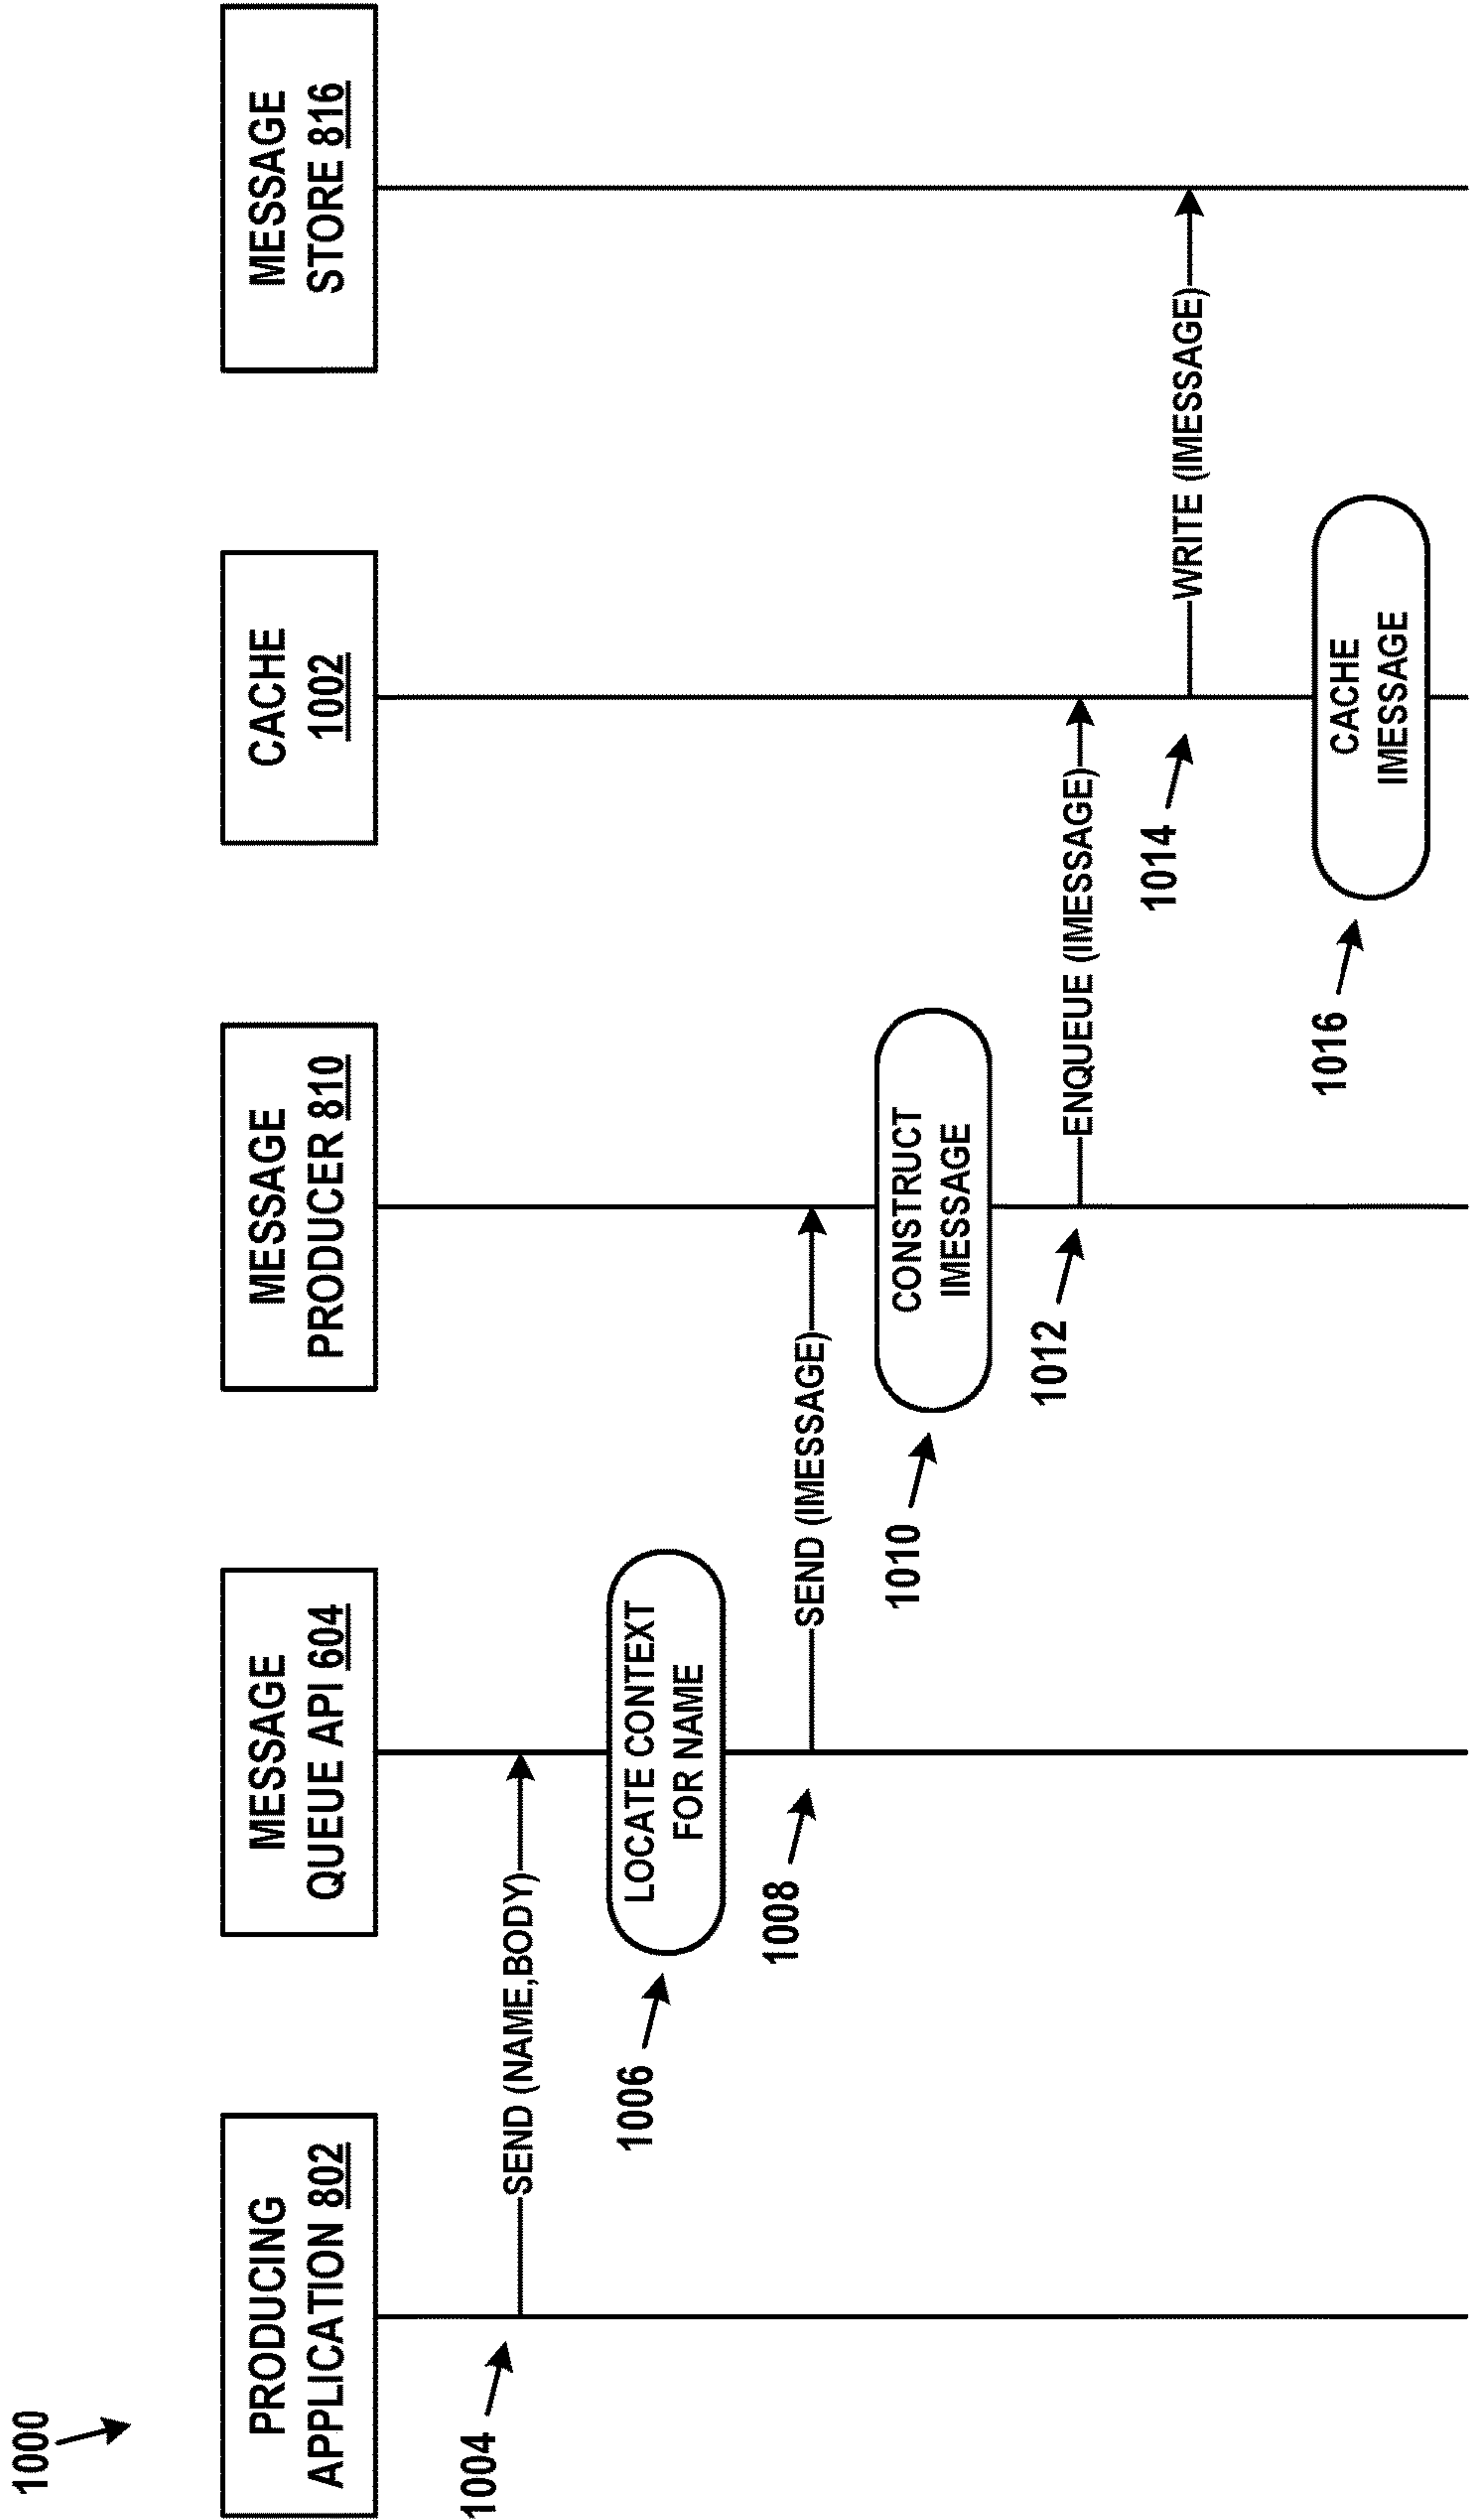 1000
PRODUCING
APPLICATION 802
MESSAGE
QUEUE API 604
MESSAGE
PRODUCER 810
CACHE
1002
MESSAGE
STORE 816
1004
SEND (NAME,BODY)
1006
LOCATE CONTEXT
FOR NAME
1008
SEND (IMESSAGE)
1010
CONSTRUCT
IMESSAGE
1012
ENQUEUE (IMESSAGE)
1014
WRITE (IMESSAGE)
1016
CACHE
IMESSAGE